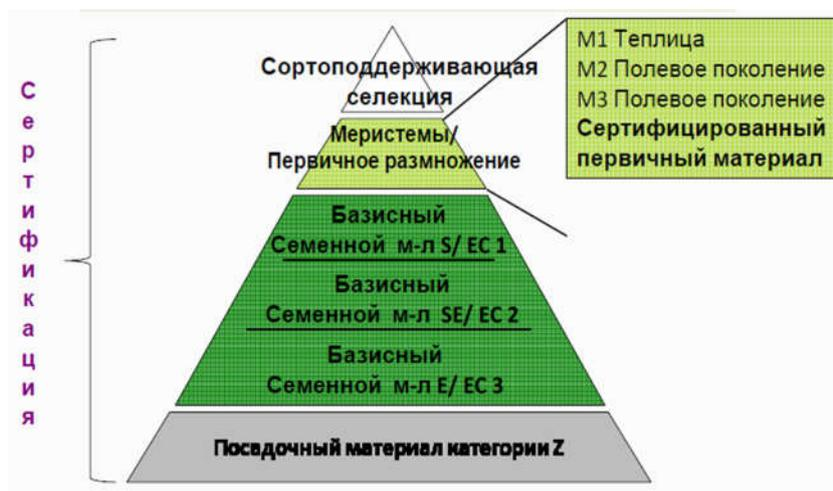 Сертификация
Сортоподдерживающая
селекция
Меристемы/
Первичное размножение
М1 Теплица
М2 Полевое поколение
М3 Полевое поколение
Сертифицированный
первичный материал
Базисный
Семенной м-л S/ EC 1
Базисный
Семенной м-л SE/ EC 2
Базисный
Семенной м-л E/ EC 3
Посадочный материал категории Z